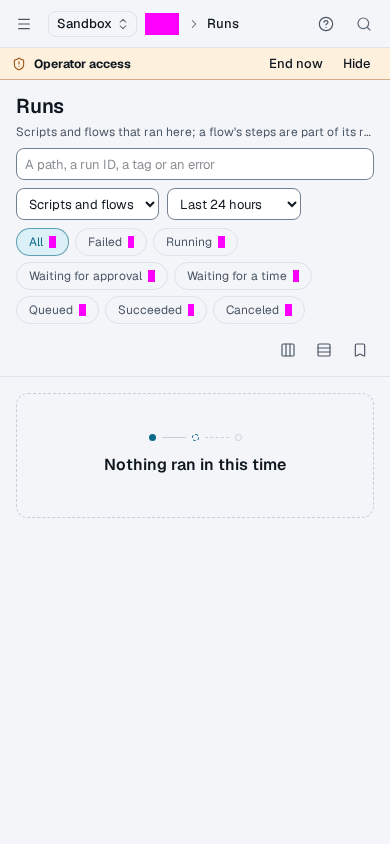 Sandbox Runs
Operator access End now Hide
Runs
Scripts and flows that ran here; a flow's steps are part of its r...
A path, a run ID, a tag or an error
Scripts and flows Last 24 hours
All Failed Running
Waiting for approval Waiting for a time
Queued Succeeded Canceled
Nothing ran in this time